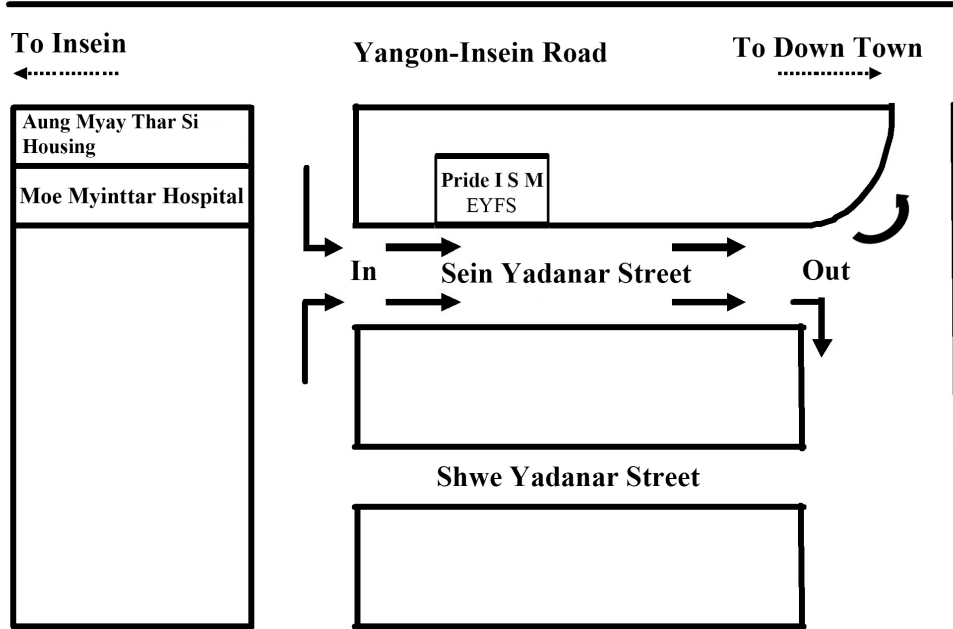 To Insein
Yangon-Insein Road
To Down Town
Aung Myay Thar Si
Housing
Moe Myinttar Hospital
Pride I S M
EYFS
In
Sein Yadanar Street
Out
Shwe Yadanar Street